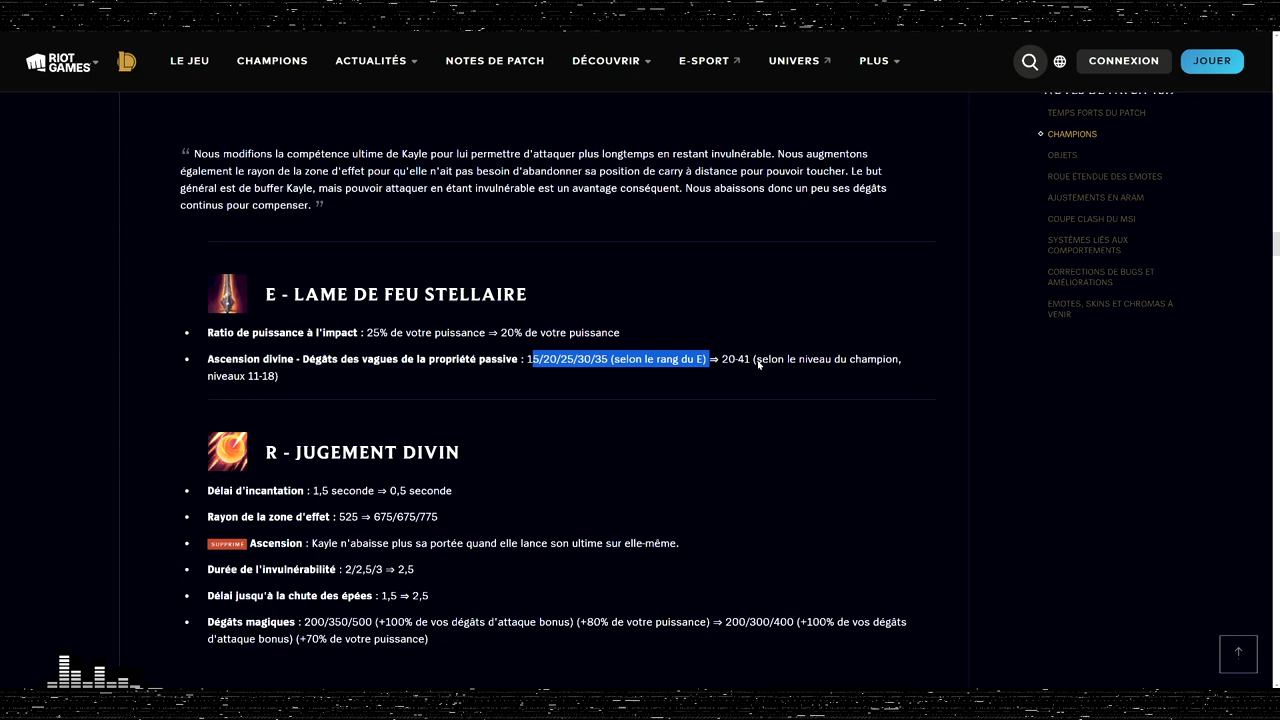 RIOT GAMES
LE JEU CHAMPIONS ACTUALITÉS NOTES DE PATCH DÉCOUVRIR E-SPORT UNIVERS PLUS CONNEXION JOUER
TEMPS FORTS DU PATCH
CHAMPIONS
OBJETS
ROUE ÉTENDUE DES EMOTES
AJUSTEMENTS EN ARAM
COUPE CLASH DU MSI
SYSTÈMES LIÉS AUX
COMPORTEMENTS
CORRECTIONS DE BUGS ET
AMÉLIORATIONS
EMOTES, SKINS ET CHROMAS À
VENIR
“ Nous modifions la compétence ultime de Kayle pour lui permettre d'attaquer plus longtemps en restant invulnérable. Nous augmentons
également le rayon de la zone d'effet pour qu'elle n'ait pas besoin d'abandonner sa position de carry à distance pour pouvoir toucher. Le but
général est de buffer Kayle, mais pouvoir attaquer en étant invulnérable est un avantage conséquent. Nous abaissons donc un peu ses dégâts
continus pour compenser. ”
E - LAME DE FEU STELLAIRE
• Ratio de puissance à l'impact : 25% de votre puissance ⇒ 20% de votre puissance
• Ascension divine - Dégâts des vagues de la propriété passive : 15/20/25/30/35 (selon le rang du E) ⇒ 20-41 (selon le niveau du champion,
niveaux 11-18)
R - JUGEMENT DIVIN
• Délai d'incantation : 1,5 seconde ⇒ 0,5 seconde
• Rayon de la zone d'effet : 525 ⇒ 675/675/775
• SUPPRIMÉ Ascension : Kayle n'abaisse plus sa portée quand elle lance son ultime sur elle-même.
• Durée de l'invulnérabilité : 2/2,5/3 ⇒ 2,5
• Délai jusqu'à la chute des épées : 1,5 ⇒ 2,5
• Dégâts magiques : 200/350/500 (+100% de vos dégâts d'attaque bonus) (+80% de votre puissance) ⇒ 200/300/400 (+100% de vos dégâts
d'attaque bonus) (+70% de votre puissance)